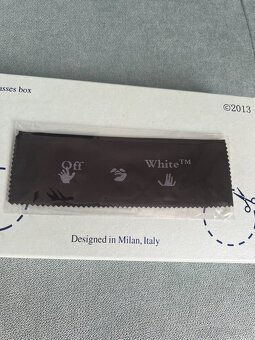 asses box
©2013
Off White™
Designed in Milan, Italy